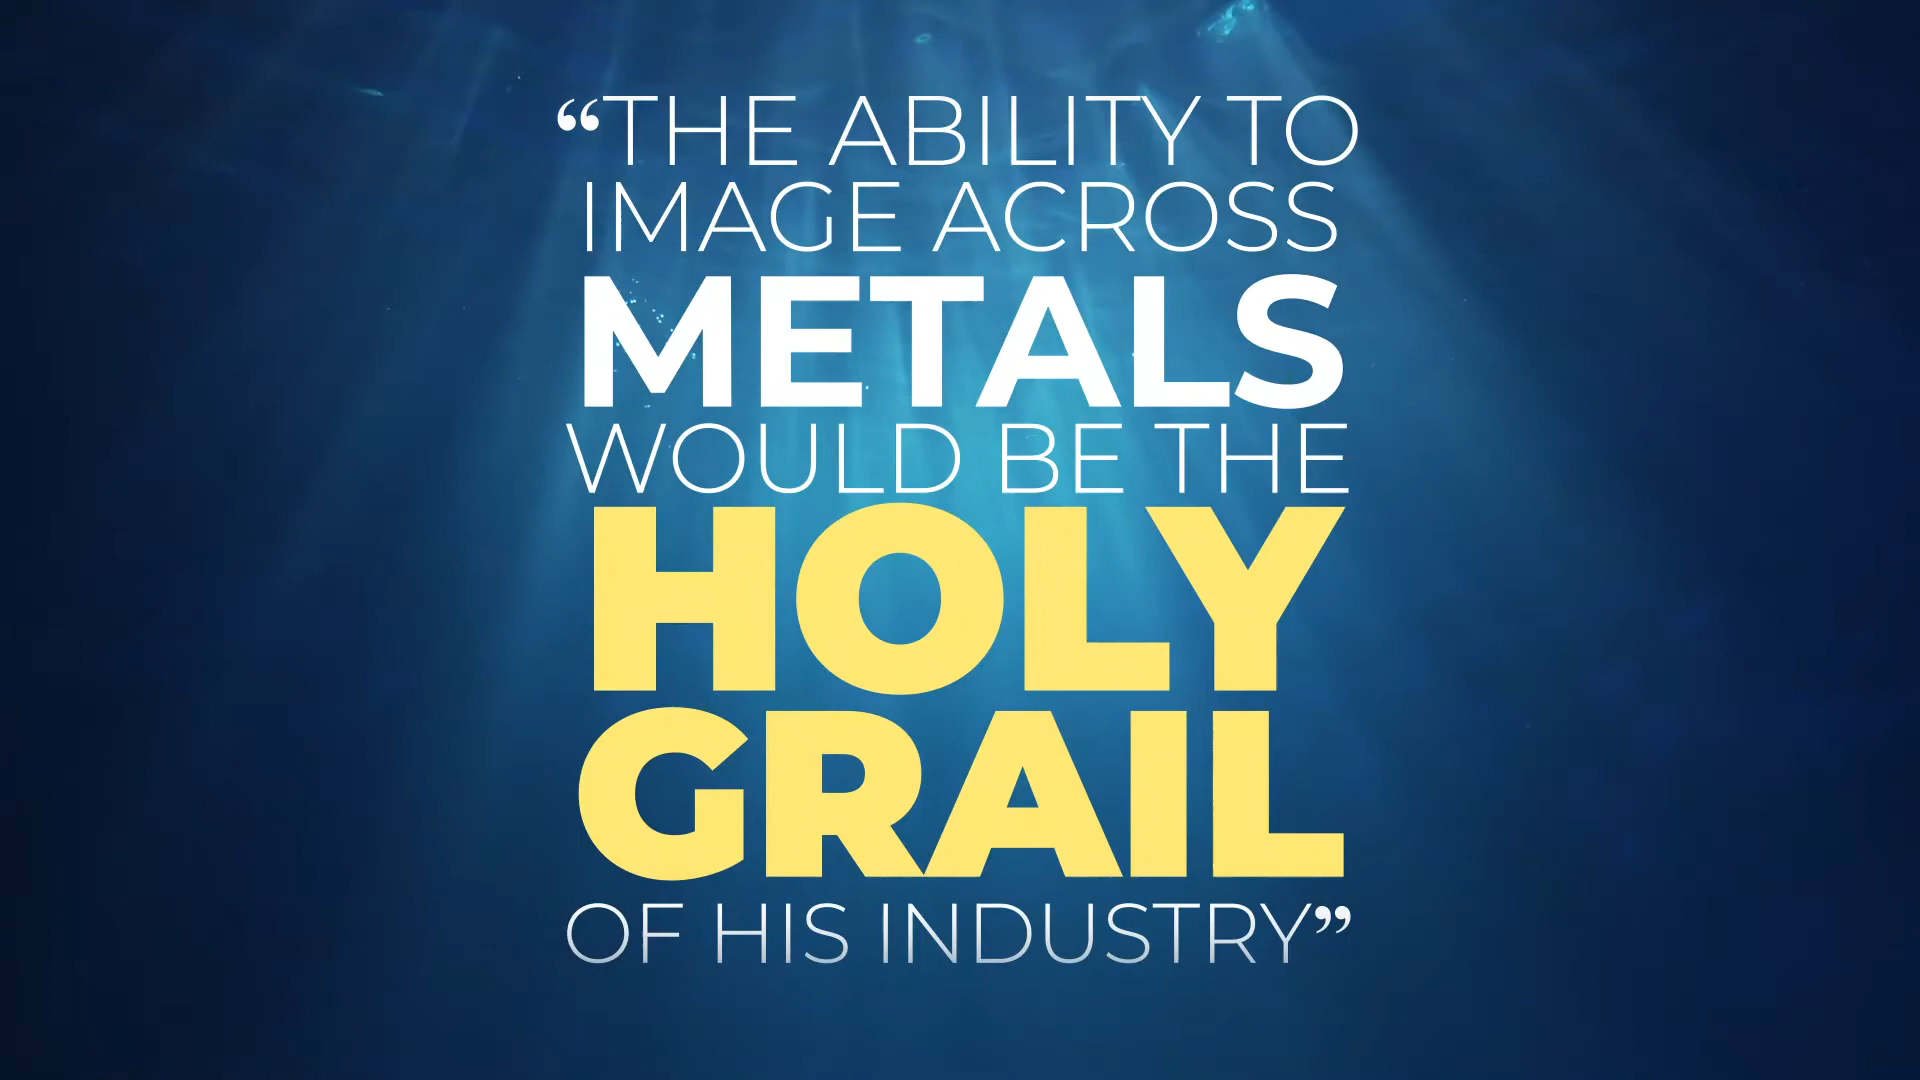 “THE ABILITY TO
IMAGE ACROSS
METALS
WOULD BE THE
HOLY
GRAIL
OF HIS INDUSTRY”